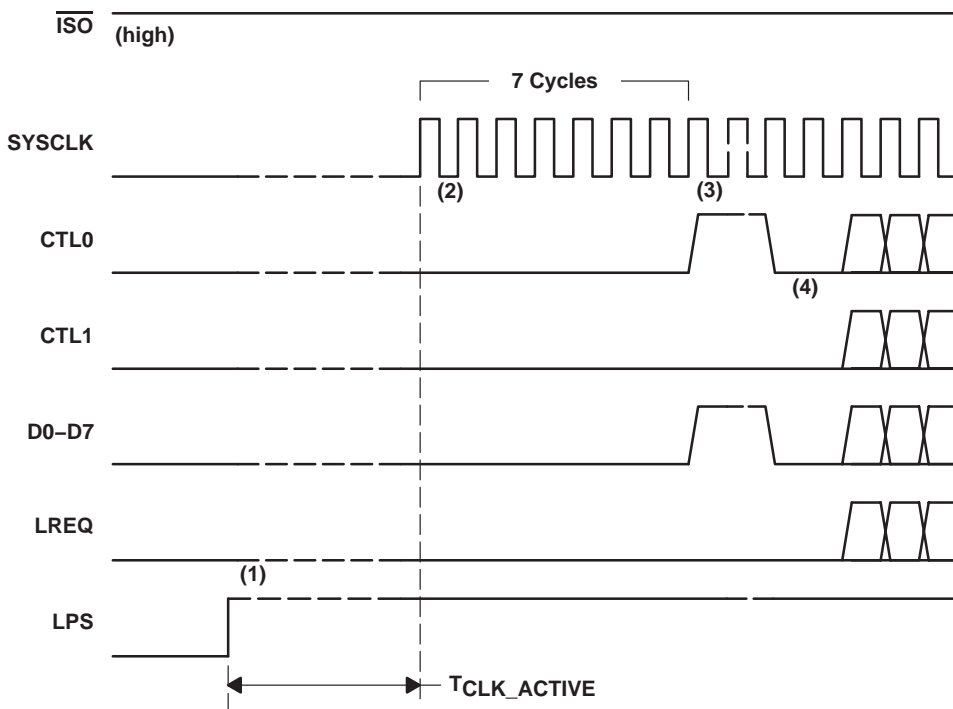 ISO
(high)
7 Cycles
SYSCLK
(2)
(3)
CTL0
(4)
CTL1
D0–D7
LREQ
(1)
LPS
TCLK_ACTIVE